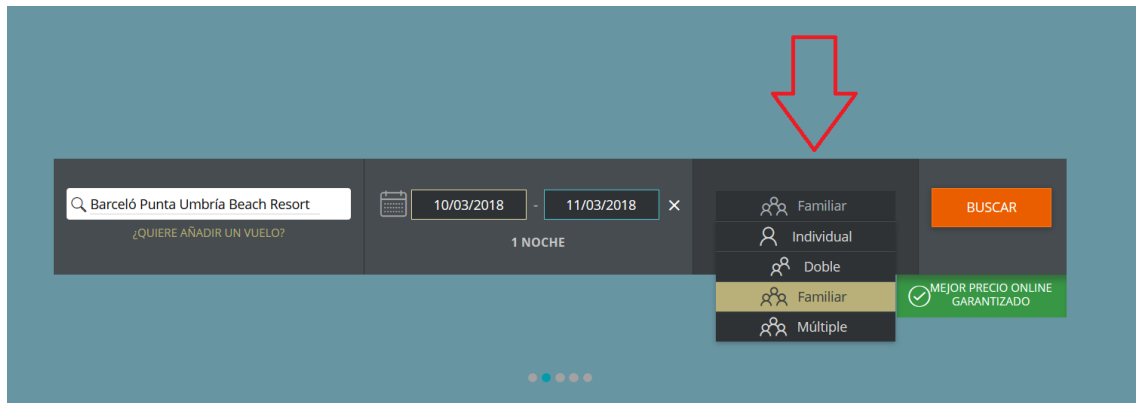 Barceló Punta Umbría Beach Resort
¿QUIERE AÑADIR UN VUELO?
10/03/2018 - 11/03/2018 ×
1 NOCHE
Familiar
Individual
Doble
Familiar
Múltiple
BUSCAR
MEJOR PRECIO ONLINE
GARANTIZADO